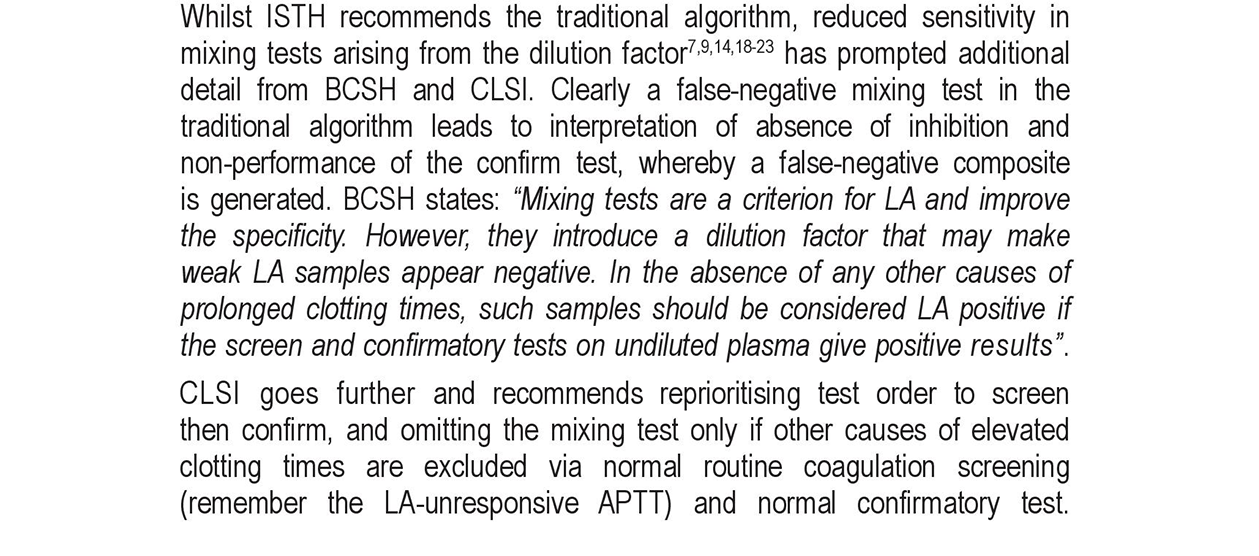 Whilst ISTH recommends the traditional algorithm, reduced sensitivity in
mixing tests arising from the dilution factor7,9,14,18-23 has prompted additional
detail from BCSH and CLSI. Clearly a false-negative mixing test in the
traditional algorithm leads to interpretation of absence of inhibition and
non-performance of the confirm test, whereby a false-negative composite
is generated. BCSH states: “Mixing tests are a criterion for LA and improve
the specificity. However, they introduce a dilution factor that may make
weak LA samples appear negative. In the absence of any other causes of
prolonged clotting times, such samples should be considered LA positive if
the screen and confirmatory tests on undiluted plasma give positive results”.
CLSI goes further and recommends reprioritising test order to screen
then confirm, and omitting the mixing test only if other causes of elevated
clotting times are excluded via normal routine coagulation screening
(remember the LA-unresponsive APTT) and normal confirmatory test.